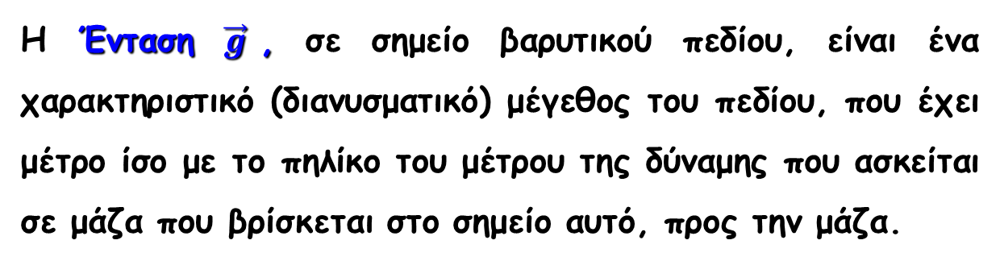 Η Ένταση g⃗ , σε σημείο βαρυτικού πεδίου, είναι ένα
χαρακτηριστικό (διανυσματικό) μέγεθος του πεδίου, που έχει
μέτρο ίσο με το πηλίκο του μέτρου της δύναμης που ασκείται
σε μάζα που βρίσκεται στο σημείο αυτό, προς την μάζα.